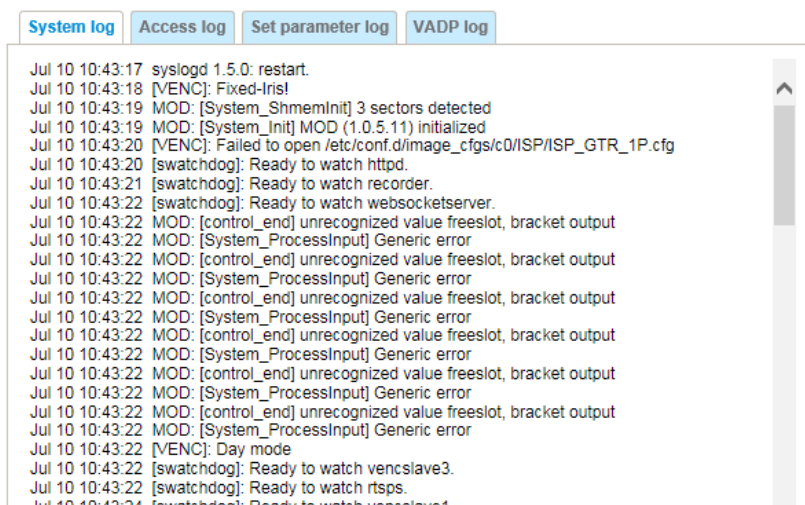 System log Access log Set parameter log VADP log
Jul 10 10:43:17 syslogd 1.5.0: restart.
Jul 10 10:43:18 [VENC]: Fixed-Iris!
Jul 10 10:43:19 MOD: [System_ShmemInit] 3 sectors detected
Jul 10 10:43:19 MOD: [System_Init] MOD (1.0.5.11) initialized
Jul 10 10:43:20 [VENC]: Failed to open /etc/conf.d/image_cfgs/c0/ISP/ISP_GTR_1P.cfg
Jul 10 10:43:20 [swatchdog]: Ready to watch httpd.
Jul 10 10:43:21 [swatchdog]: Ready to watch recorder.
Jul 10 10:43:22 [swatchdog]: Ready to watch websocketserver.
Jul 10 10:43:22 MOD: [control_end] unrecognized value freeslot, bracket output
Jul 10 10:43:22 MOD: [System_ProcessInput] Generic error
Jul 10 10:43:22 MOD: [control_end] unrecognized value freeslot, bracket output
Jul 10 10:43:22 MOD: [System_ProcessInput] Generic error
Jul 10 10:43:22 MOD: [control_end] unrecognized value freeslot, bracket output
Jul 10 10:43:22 MOD: [System_ProcessInput] Generic error
Jul 10 10:43:22 MOD: [control_end] unrecognized value freeslot, bracket output
Jul 10 10:43:22 MOD: [System_ProcessInput] Generic error
Jul 10 10:43:22 MOD: [control_end] unrecognized value freeslot, bracket output
Jul 10 10:43:22 MOD: [System_ProcessInput] Generic error
Jul 10 10:43:22 MOD: [control_end] unrecognized value freeslot, bracket output
Jul 10 10:43:22 MOD: [System_ProcessInput] Generic error
Jul 10 10:43:22 [VENC]: Day mode
Jul 10 10:43:22 [swatchdog]: Ready to watch vencslave3.
Jul 10 10:43:22 [swatchdog]: Ready to watch rtsps.